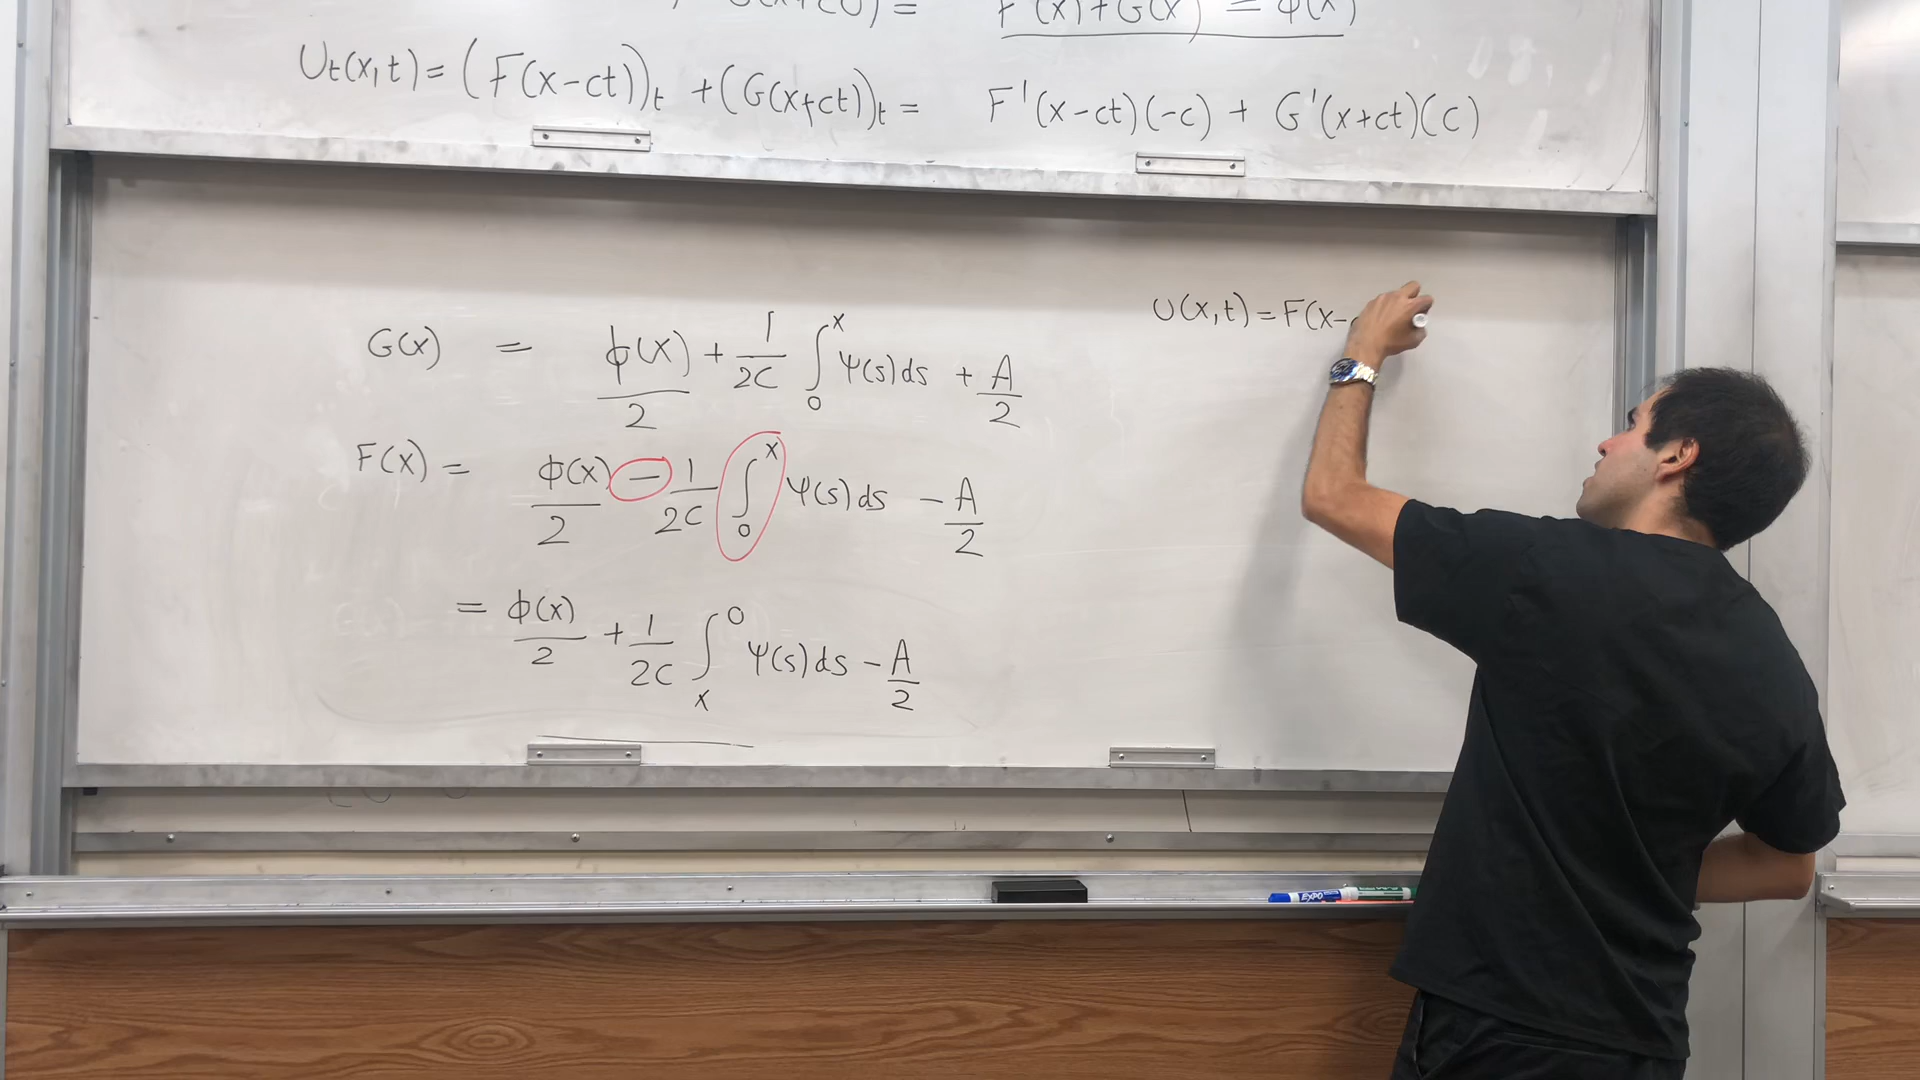 U(x+c0) = F(x)+G(x) = ϕ(x)
Uₜ(x,t) = (F(x-ct))ₜ + (G(x+ct))ₜ = F'(x-ct)(-c) + G'(x+ct)(c)
G(x) = ϕ(x)/2 + 1/2c ∫₀ˣ ψ(s)ds + A/2
F(x) = ϕ(x)/2 - 1/2c ∫₀ˣ ψ(s)ds - A/2
= ϕ(x)/2 + 1/2c ∫ₓ⁰ ψ(s)ds - A/2
U(x,t) = F(x-
EXPO